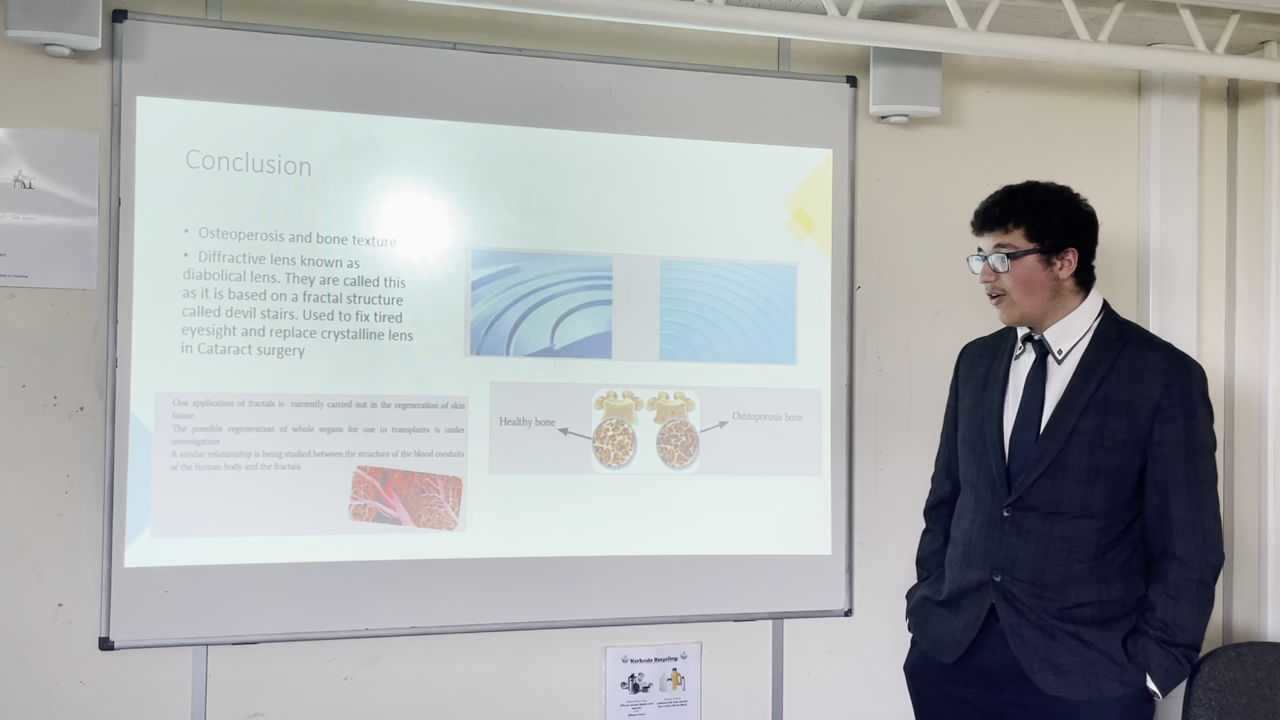 Conclusion
• Osteoperosis and bone texture
• Diffractive lens known as
diabolical lens. They are called this
as it is based on a fractal structure
called devil stairs. Used to fix tired
eyesight and replace crystalline lens
in Cataract surgery
- One application of fractals is currently carried out in the regeneration of skin
tissue.
- The possible regeneration of whole organs for use in transplants is under
investigation
- A similar relationship is being studied between the structure of the blood conduits
of the human body and the fractals
Healthy bone
Osteoporous bone
Kerbside Recycling: